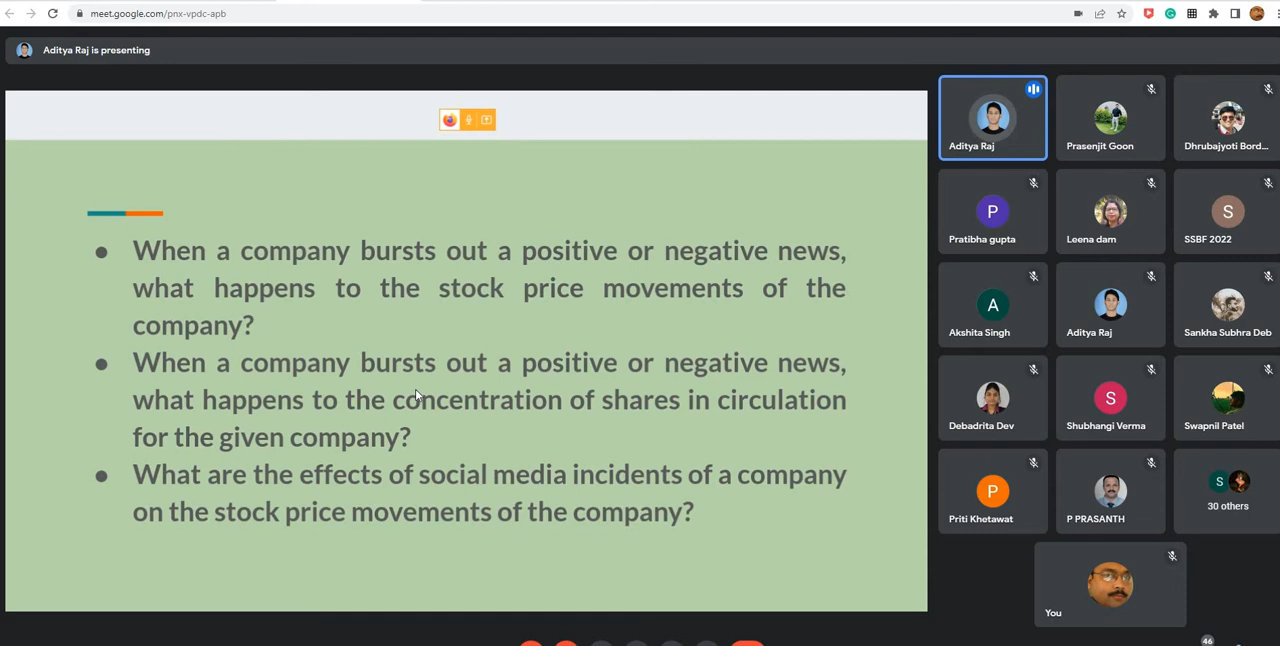 meet.google.com/pnx-vpdc-apb
Aditya Raj is presenting
● When a company bursts out a positive or negative news,
what happens to the stock price movements of the
company?
● When a company bursts out a positive or negative news,
what happens to the concentration of shares in circulation
for the given company?
● What are the effects of social media incidents of a company
on the stock price movements of the company?
Aditya Raj
Prasenjit Goon
Dhrubajyoti Bord...
P
Pratibha gupta
Leena dam
S
SSBF 2022
A
Akshita Singh
Aditya Raj
Sankha Subhra Deb
Debadrita Dev
S
Shubhangi Verma
Swapnil Patel
P
Priti Khetawat
P PRASANTH
S
30 others
You
46